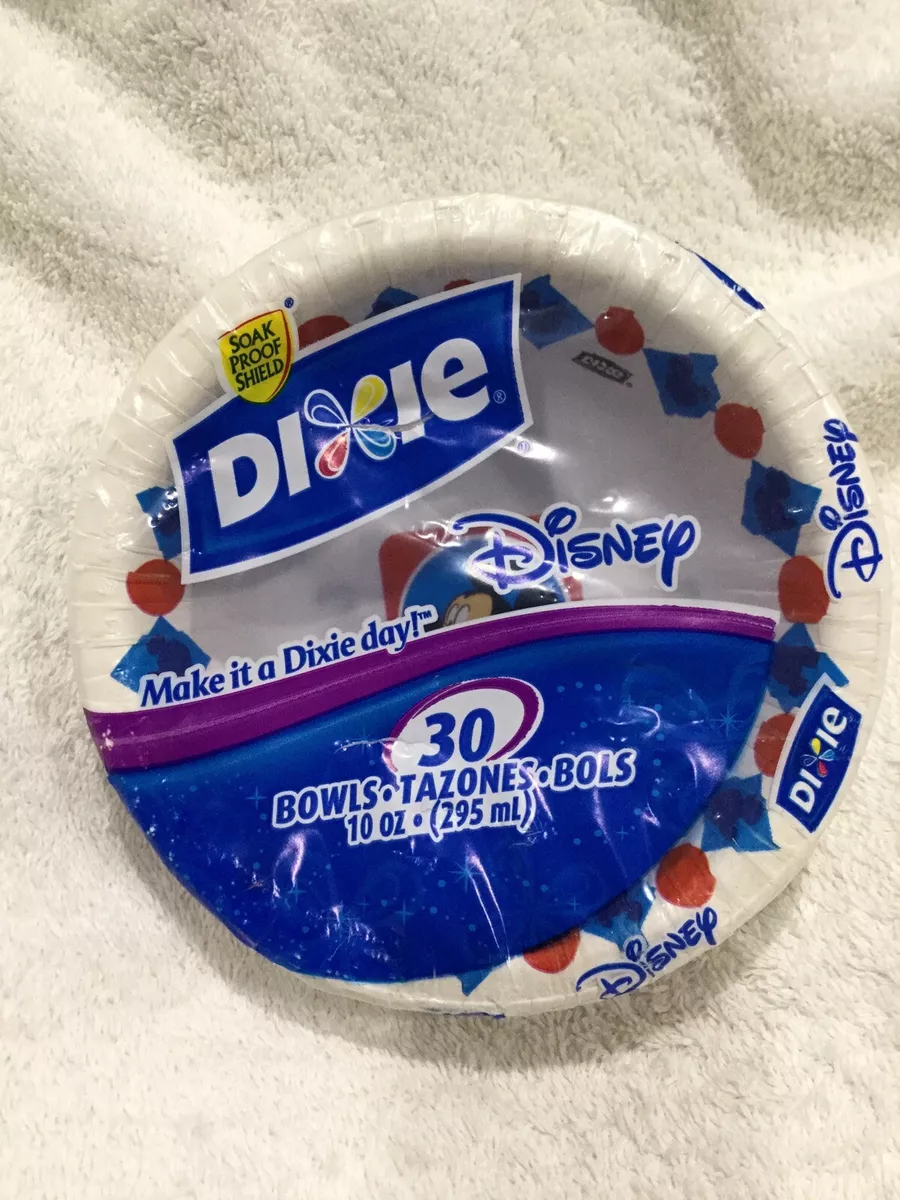 SOAK
PROOF
SHIELD
®
DIXIE®
DIXIE
Disney
Disney
Make it a Dixie day!™
30
BOWLS•TAZONES•BOLS
10 OZ • (295 mL)
DIXIE
Disney